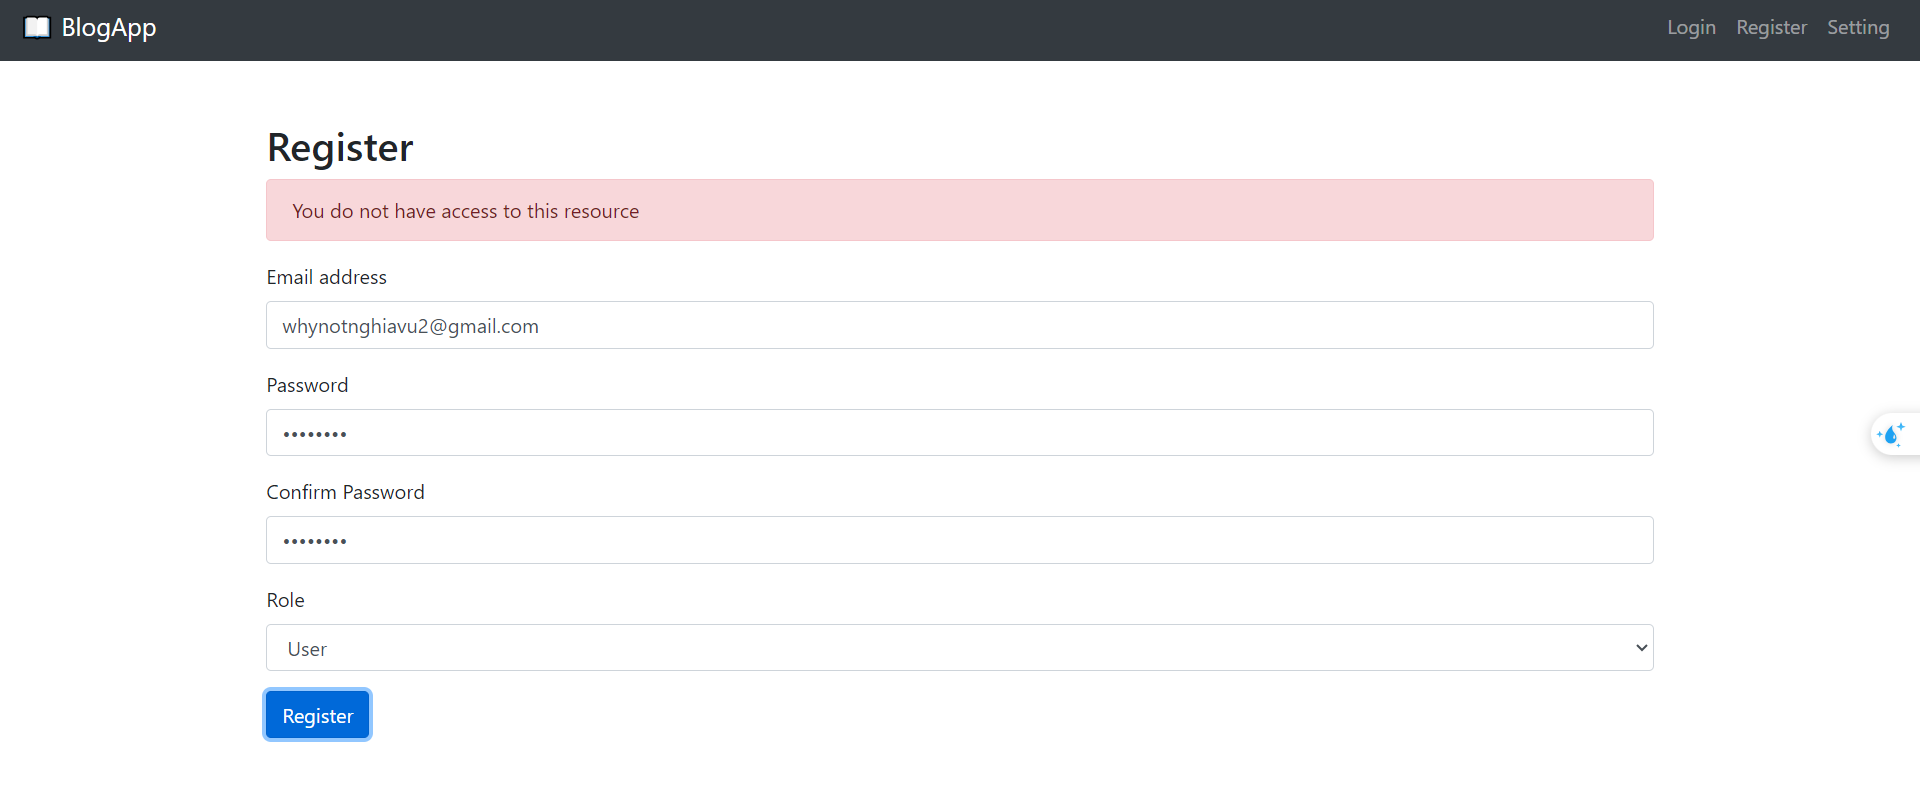 BlogApp
Login Register Setting
Register
You do not have access to this resource
Email address
whynotnghiavu2@gmail.com
Password
••••••••
Confirm Password
••••••••
Role
User
Register